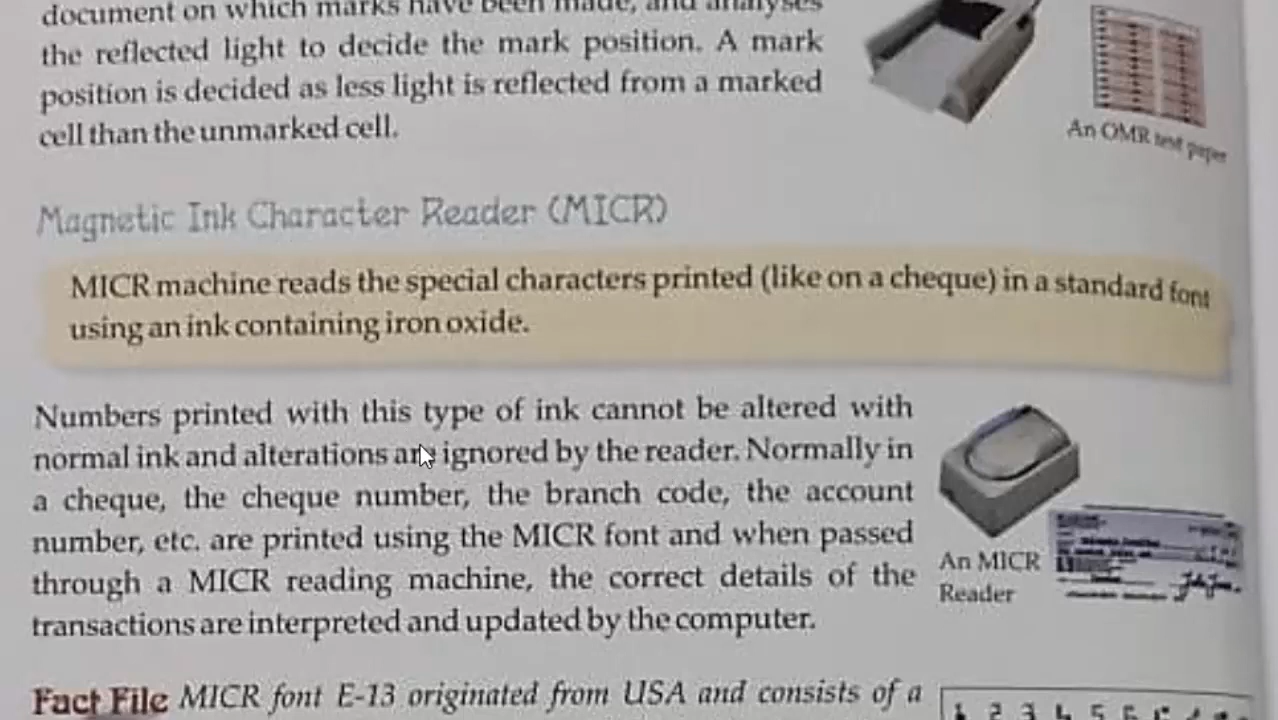 document on which marks have been made, and analyses
the reflected light to decide the mark position. A mark
position is decided as less light is reflected from a marked
cell than the unmarked cell.
An OMR test paper
Magnetic Ink Character Reader (MICR)
MICR machine reads the special characters printed (like on a cheque) in a standard font
using an ink containing iron oxide.
Numbers printed with this type of ink cannot be altered with
normal ink and alterations are ignored by the reader. Normally in
a cheque, the cheque number, the branch code, the account
number, etc. are printed using the MICR font and when passed
through a MICR reading machine, the correct details of the
transactions are interpreted and updated by the computer.
An MICR
Reader
Fact File MICR font E-13 originated from USA and consists of a
1 2 3 4 5 6